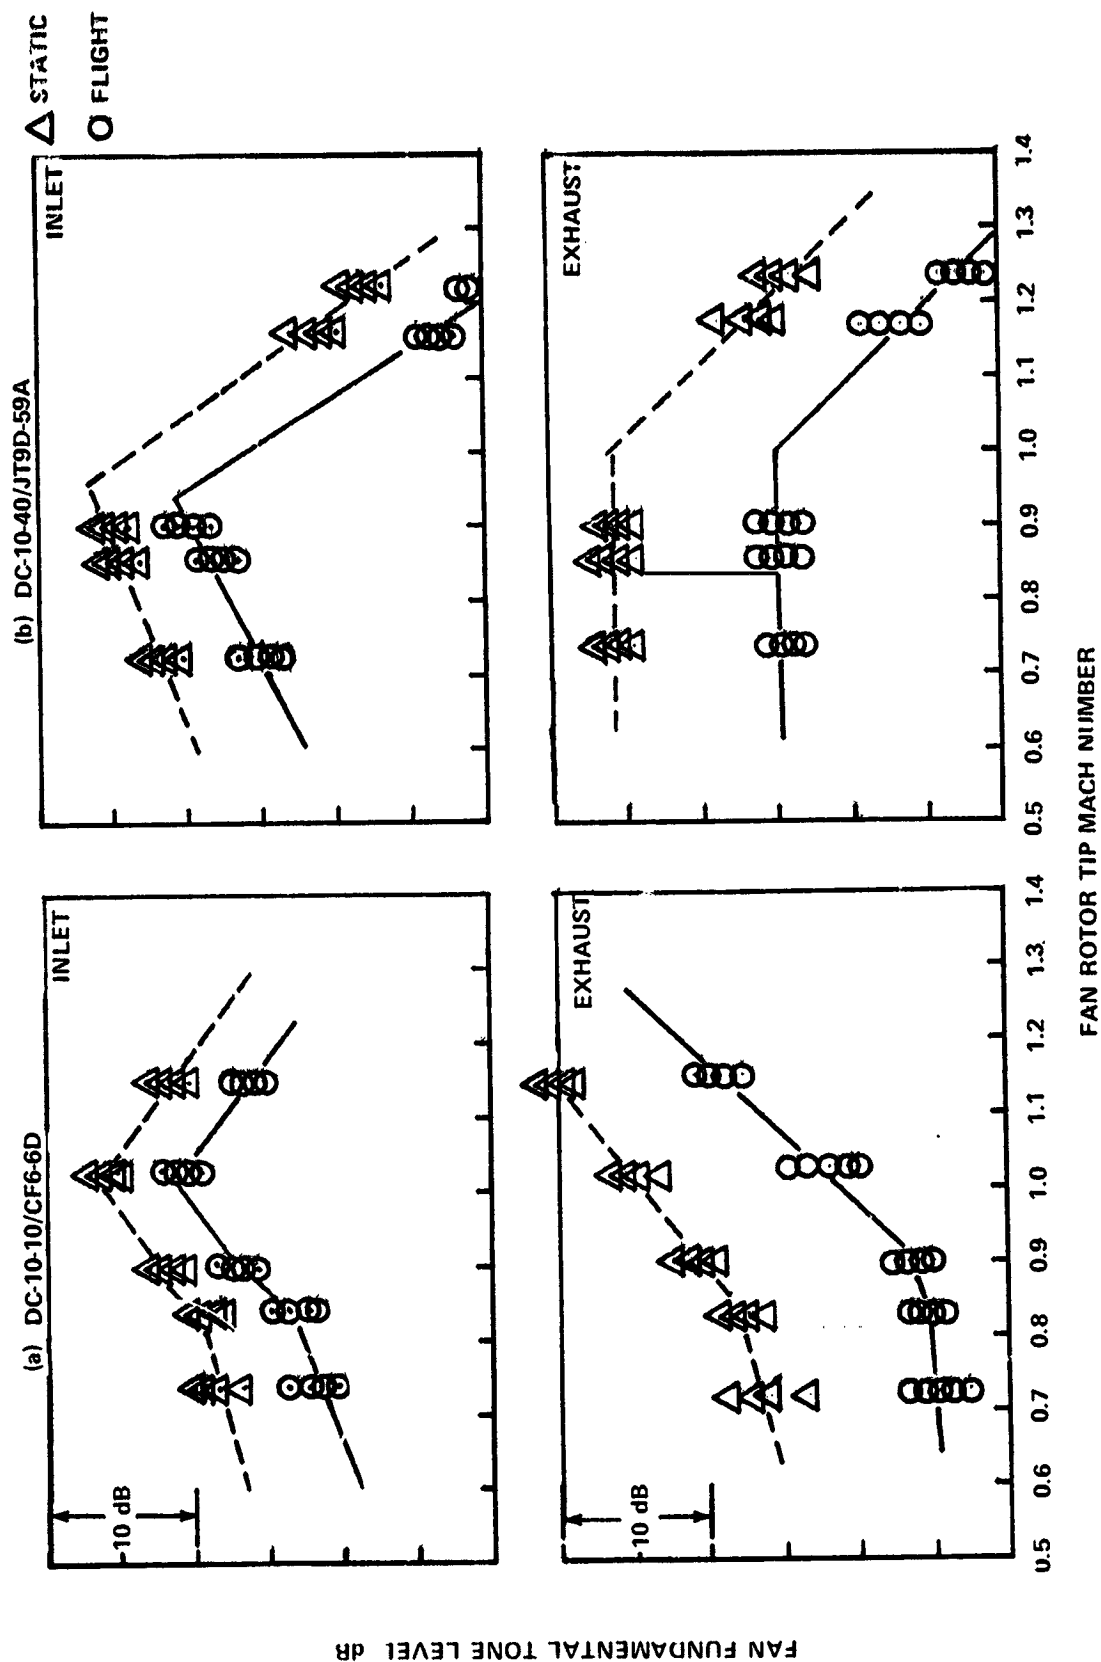 (a) DC-10-10/CF6-6D
(b) DC-10-40/JT9D-59A
STATIC
FLIGHT
INLET
10 dB
INLET
EXHAUST
10 dB
EXHAUST
0.5 0.6 0.7 0.8 0.9 1.0 1.1 1.2 1.3 1.4
0.5 0.6 0.7 0.8 0.9 1.0 1.1 1.2 1.3 1.4
FAN ROTOR TIP MACH NUMBER
FAN FUNDAMENTAL TONE LEVEL dB